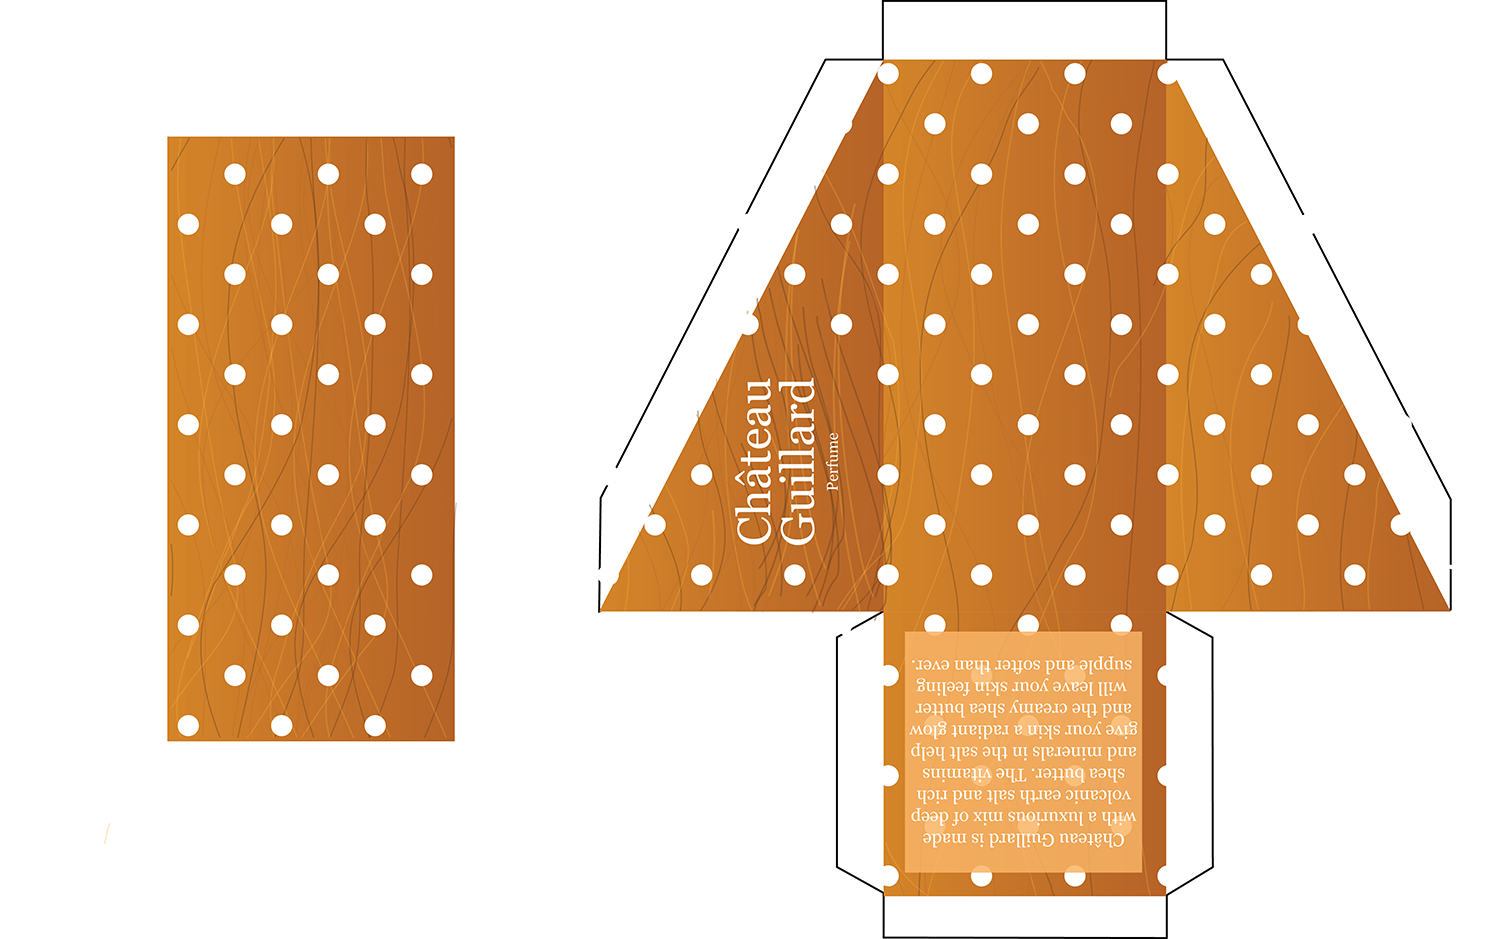 Château
Guillard
Perfume
Château Guillard is made
with a luxurious mix of deep
volcanic earth salt and rich
shea butter. The vitamins
and minerals in the salt help
give your skin a radiant glow
and the creamy shea butter
will leave your skin feeling
supple and softer than ever.